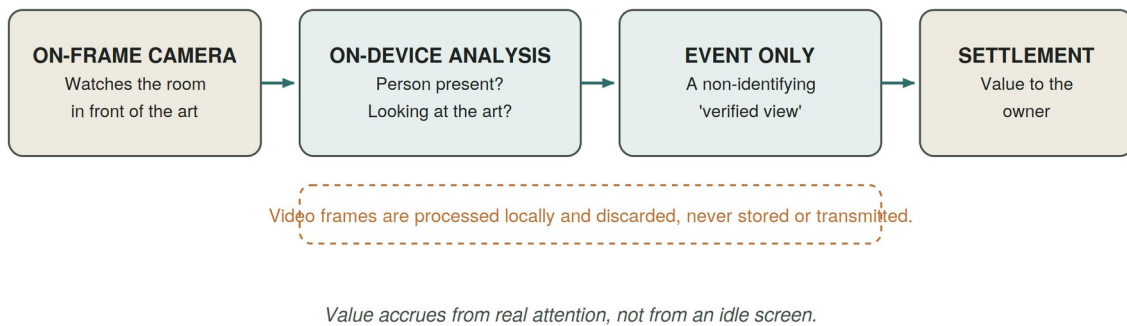 ON-FRAME CAMERA
Watches the room
in front of the art
ON-DEVICE ANALYSIS
Person present?
Looking at the art?
EVENT ONLY
A non-identifying
'verified view'
SETTLEMENT
Value to the
owner
Video frames are processed locally and discarded, never stored or transmitted.
Value accrues from real attention, not from an idle screen.